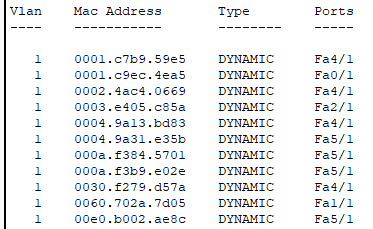 Vlan    Mac Address       Type        Ports
----    -----------       --------    -----
   1    0001.c7b9.59e5    DYNAMIC     Fa4/1
   1    0001.c9ec.4ea5    DYNAMIC     Fa0/1
   1    0002.4ac4.0669    DYNAMIC     Fa4/1
   1    0003.e405.c85a    DYNAMIC     Fa2/1
   1    0004.9a13.bd83    DYNAMIC     Fa4/1
   1    0004.9a31.e35b    DYNAMIC     Fa5/1
   1    000a.f384.5701    DYNAMIC     Fa5/1
   1    000a.f3b9.e02e    DYNAMIC     Fa5/1
   1    0030.f279.d57a    DYNAMIC     Fa4/1
   1    0060.702a.7d05    DYNAMIC     Fa1/1
   1    00e0.b002.ae8c    DYNAMIC     Fa5/1